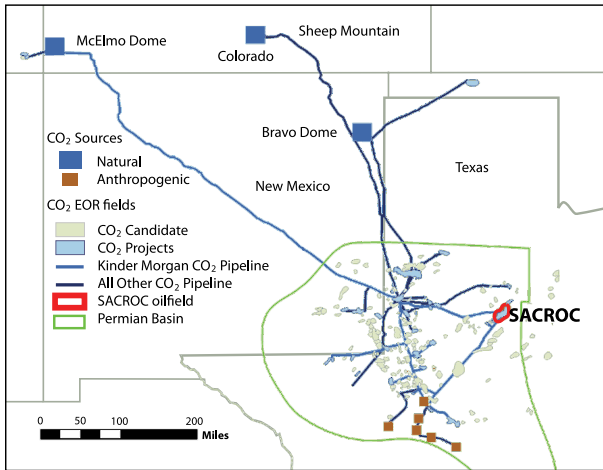 McElmo Dome
Sheep Mountain
Colorado
Bravo Dome
Texas
New Mexico
CO₂ Sources
Natural
Anthropogenic
CO₂ EOR fields
CO₂ Candidate
CO₂ Projects
Kinder Morgan CO₂ Pipeline
All Other CO₂ Pipeline
SACROC oilfield
Permian Basin
SACROC
0 50 100 200
Miles